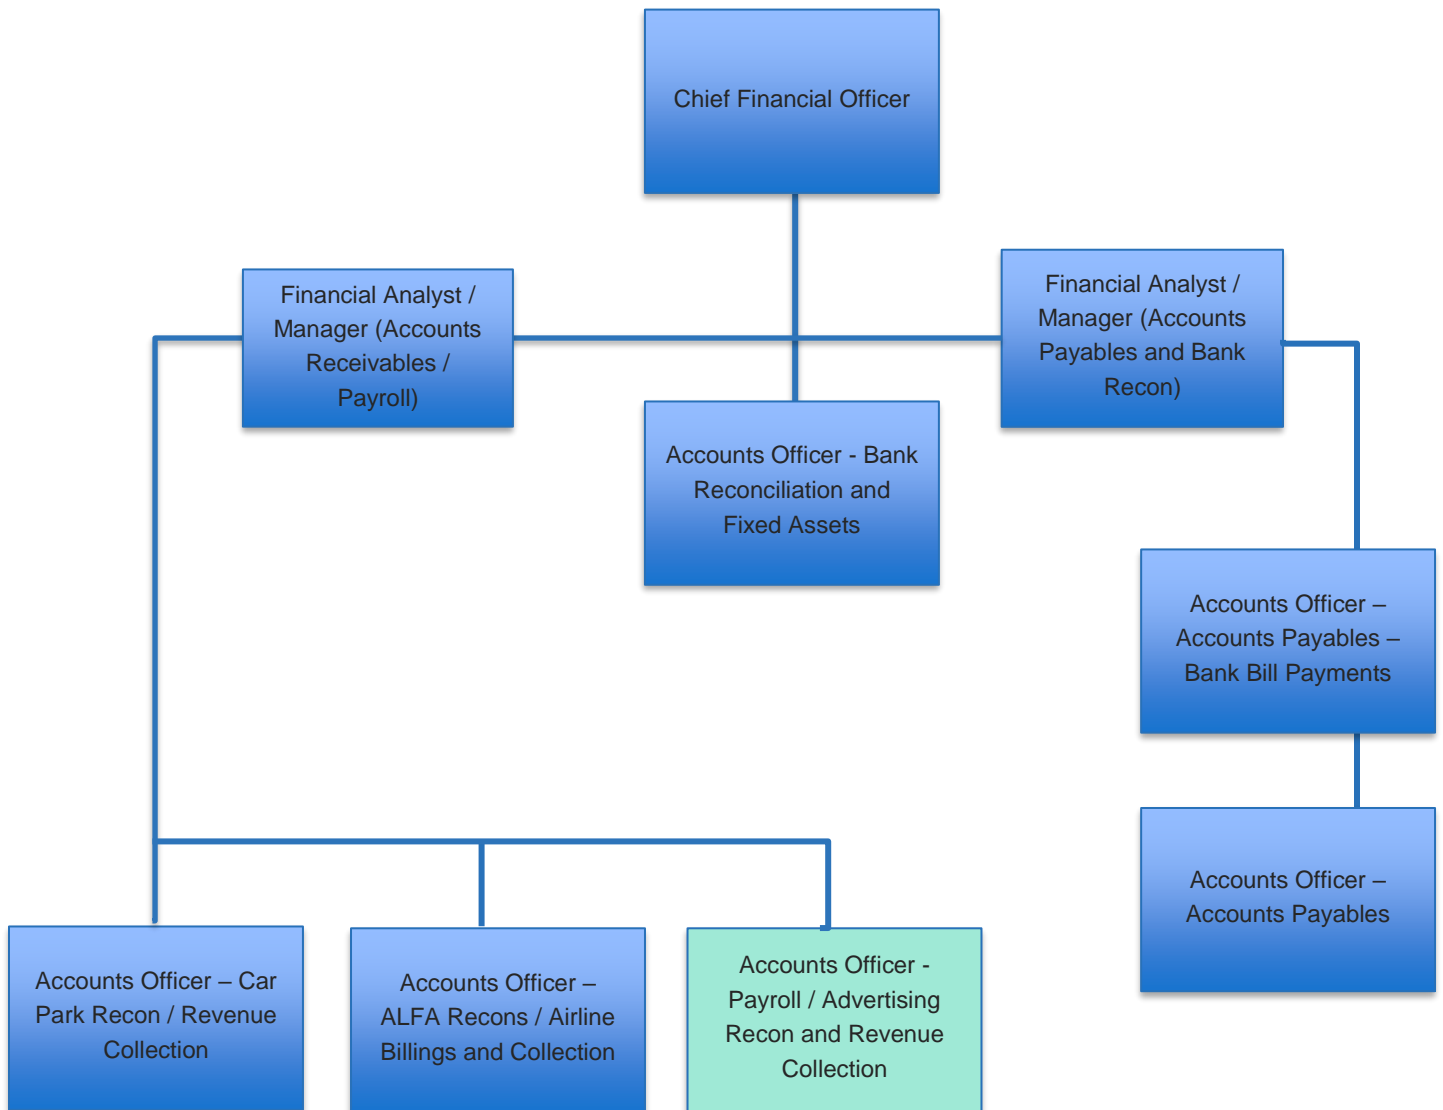 Chief Financial Officer
Financial Analyst /
Manager (Accounts
Receivables /
Payroll)
Financial Analyst /
Manager (Accounts
Payables and Bank
Recon)
Accounts Officer - Bank
Reconciliation and
Fixed Assets
Accounts Officer –
Accounts Payables –
Bank Bill Payments
Accounts Officer –
Accounts Payables
Accounts Officer – Car
Park Recon / Revenue
Collection
Accounts Officer –
ALFA Recons / Airline
Billings and Collection
Accounts Officer -
Payroll / Advertising
Recon and Revenue
Collection